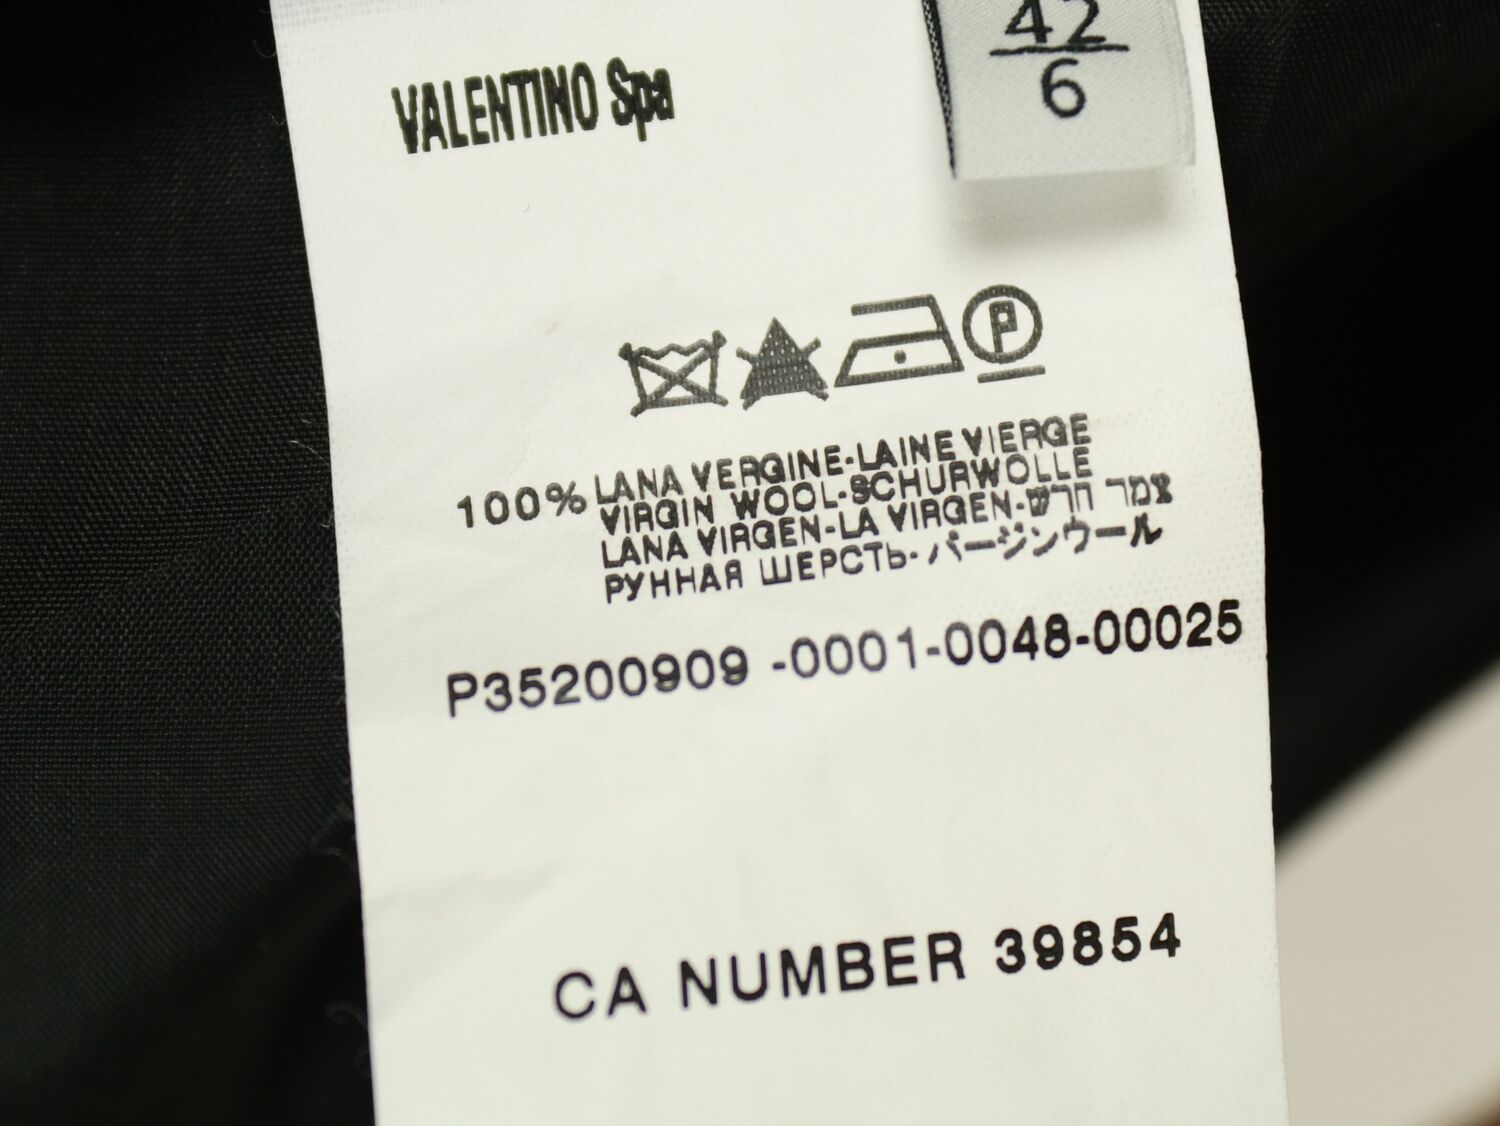 42
6
VALENTINO Spa
P
100% LANA VERGINE-LAINE VIERGE
VIRGIN WOOL-SCHURWOLLE
LANA VIRGEN-LA VIRGEN-צמר חדש
РУННАЯ ШЕРСТЬ-バージンウール
P35200909 -0001-0048-00025
CA NUMBER 39854